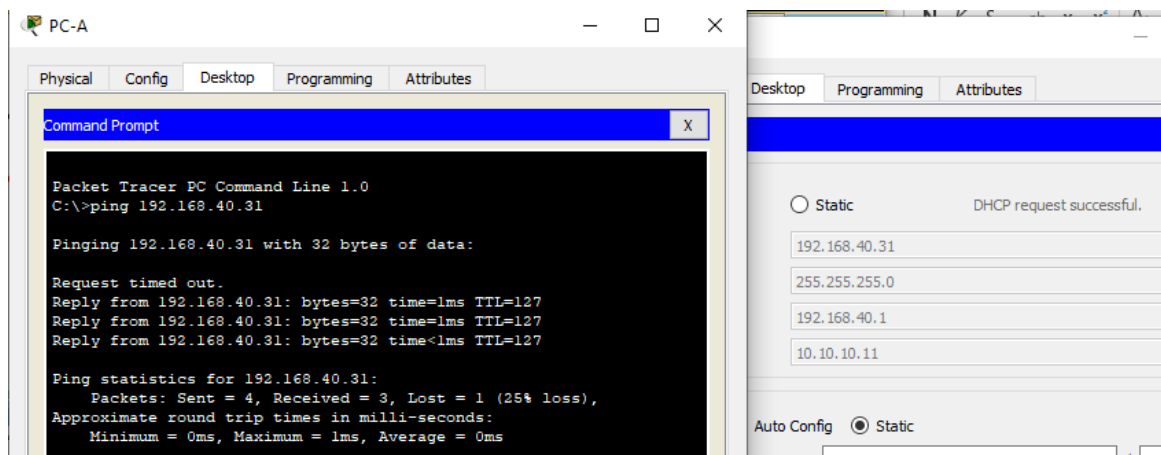 PC-A
Physical Config Desktop Programming Attributes
Command Prompt
X
Packet Tracer PC Command Line 1.0
C:\>ping 192.168.40.31
Pinging 192.168.40.31 with 32 bytes of data:
Request timed out.
Reply from 192.168.40.31: bytes=32 time=1ms TTL=127
Reply from 192.168.40.31: bytes=32 time=1ms TTL=127
Reply from 192.168.40.31: bytes=32 time<1ms TTL=127
Ping statistics for 192.168.40.31:
Packets: Sent = 4, Received = 3, Lost = 1 (25% loss),
Approximate round trip times in milli-seconds:
Minimum = 0ms, Maximum = 1ms, Average = 0ms
Desktop Programming Attributes
Static DHCP request successful.
192.168.40.31
255.255.255.0
192.168.40.1
10.10.10.11
Auto Config Static